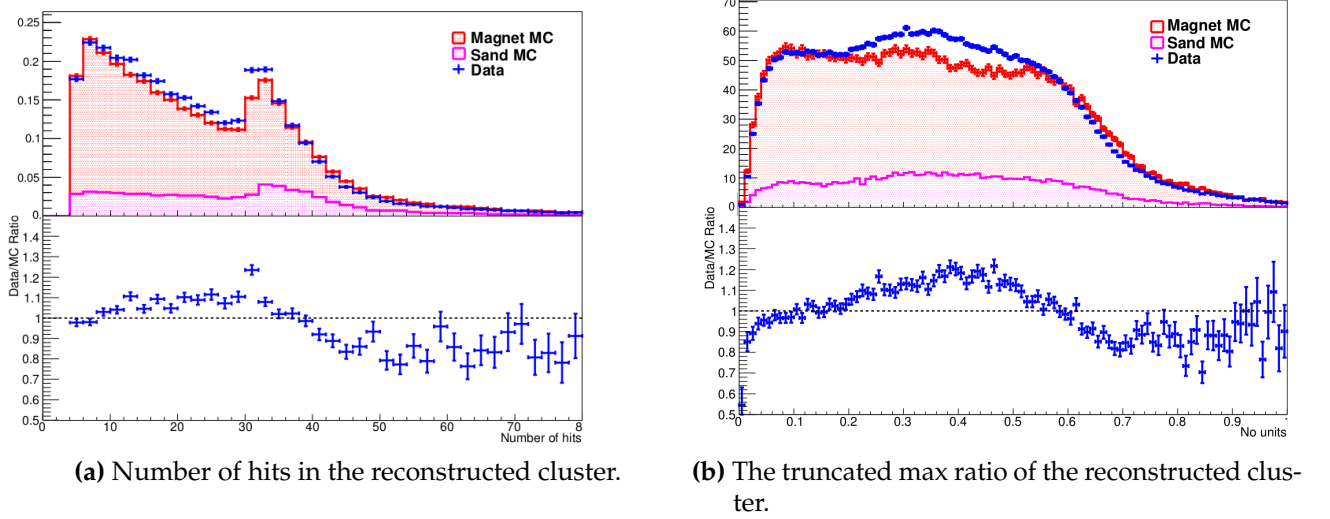 0.25
0.2
0.15
0.1
0.05
0
Magnet MC
Sand MC
Data
Data/MC Ratio
1.4
1.3
1.2
1.1
1
0.9
0.8
0.7
0.6
0.5
0 10 20 30 40 50 60 70 8
Number of hits
(a) Number of hits in the reconstructed cluster.
70
60
50
40
30
20
10
0
Magnet MC
Sand MC
Data
Data/MC Ratio
1.4
1.3
1.2
1.1
1
0.9
0.8
0.7
0.6
0.5
0 0.1 0.2 0.3 0.4 0.5 0.6 0.7 0.8 0.9
No units
(b) The truncated max ratio of the reconstructed clus-
ter.